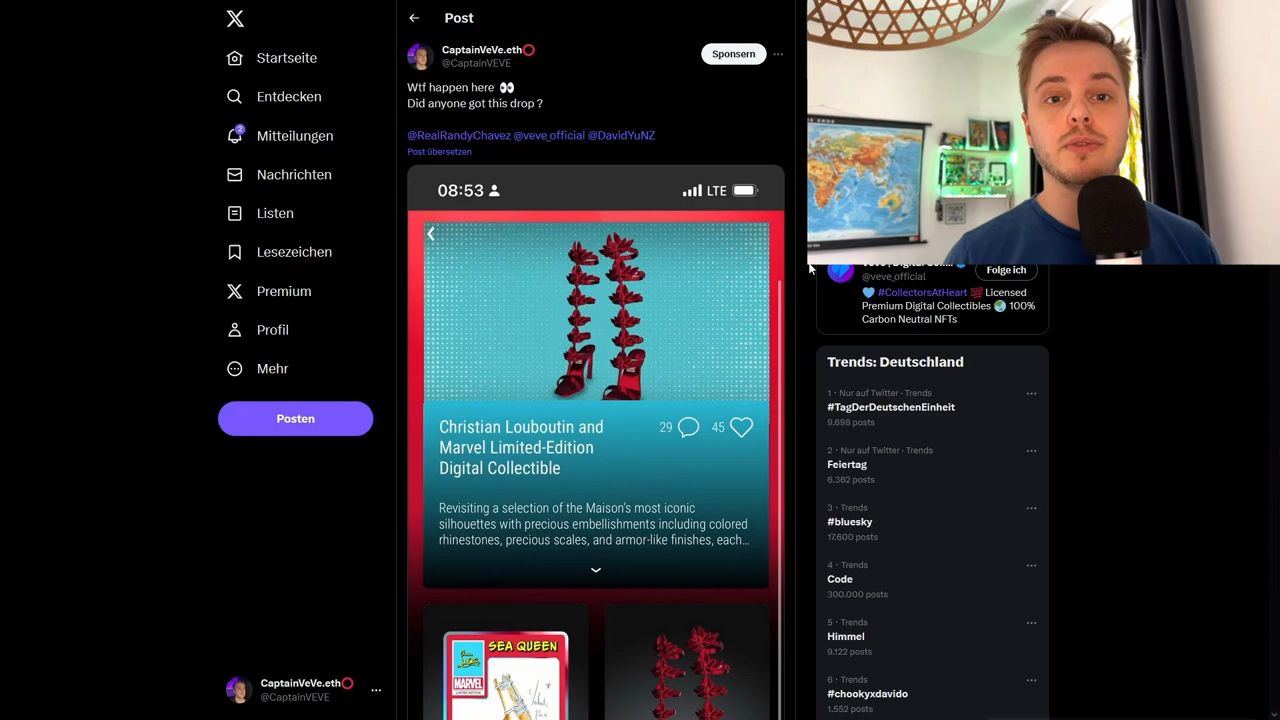 Startseite
Entdecken
2
Mitteilungen
Nachrichten
Listen
Lesezeichen
Premium
Profil
Mehr
Posten
CaptainVeVe.eth
@CaptainVEVE
Post
CaptainVeVe.eth
@CaptainVEVE
Sponsern
Wtf happen here
Did anyone got this drop ?
@RealRandyChavez @veve_official @DavidYuNZ
Post übersetzen
08:53
LTE
Christian Louboutin and
Marvel Limited-Edition
Digital Collectible
29
45
Revisiting a selection of the Maison's most iconic
silhouettes with precious embellishments including colored
rhinestones, precious scales, and armor-like finishes, each...
SEA QUEEN
MARVEL
@veve_official
Folge ich
#CollectorsAtHeart 💯 Licensed
Premium Digital Collectibles 100%
Carbon Neutral NFTs
Trends: Deutschland
1 · Nur auf Twitter · Trends
#TagDerDeutschenEinheit
9.698 posts
2 · Nur auf Twitter · Trends
Feiertag
6.362 posts
3 · Trends
#bluesky
17.600 posts
4 · Trends
Code
300.000 posts
5 · Trends
Himmel
9.122 posts
6 · Trends
#chookyxdavido
1.552 posts